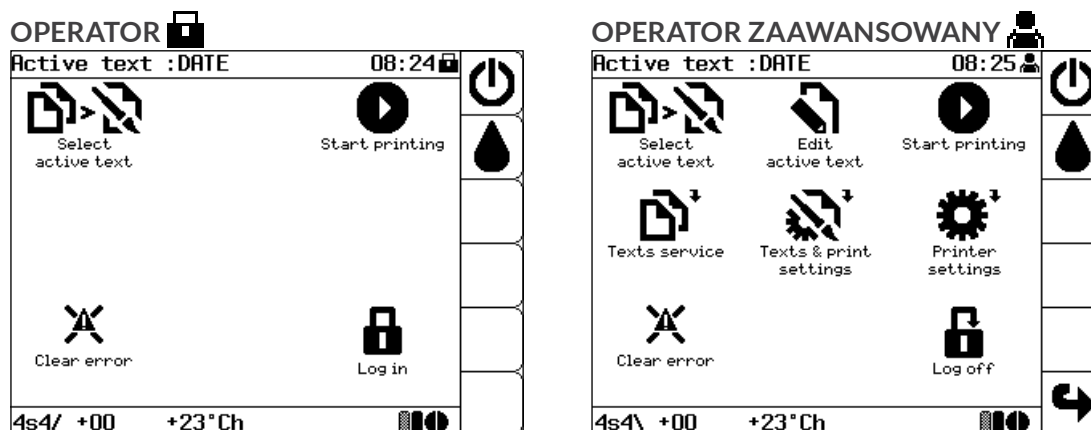 OPERATOR
Active text :DATE 08:24
Select
active text
Start printing
Clear error
Log in
4s4/ +00 +23°Ch
OPERATOR ZAAWANSOWANY
Active text :DATE 08:25
Select
active text
Edit
active text
Start printing
Texts service
Texts & print
settings
Printer
settings
Clear error
Log off
4s4\ +00 +23°Ch